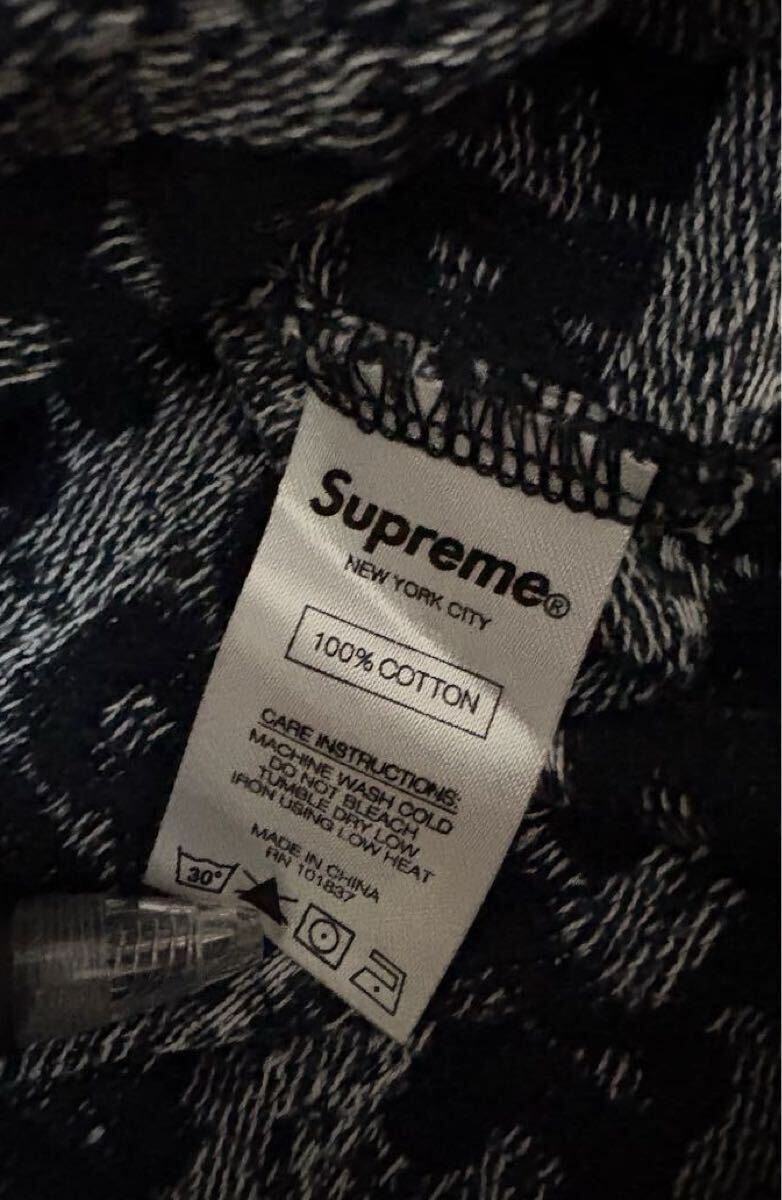 Supreme®
NEW YORK CITY
100% COTTON
CARE INSTRUCTIONS:
MACHINE WASH COLD
DO NOT BLEACH
TUMBLE DRY LOW
IRON USING LOW HEAT
MADE IN CHINA
RN 101837
30°